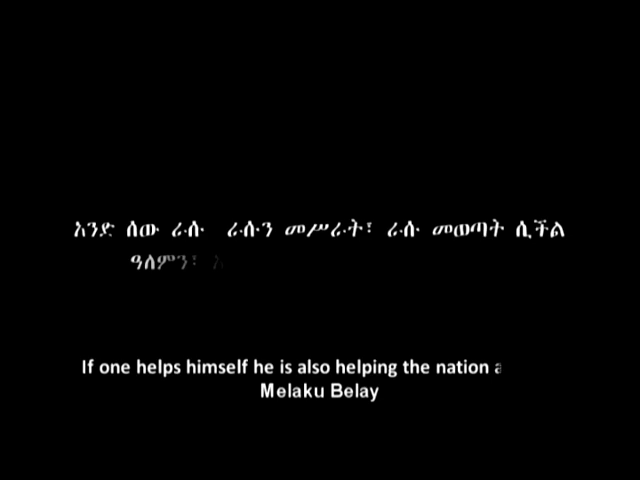 አንድ ሰው ራሱ ራሱን መሥራት፣ ራሱ መወጣት ሲችል
ዓለምን፣
If one helps himself he is also helping the nation
Melaku Belay